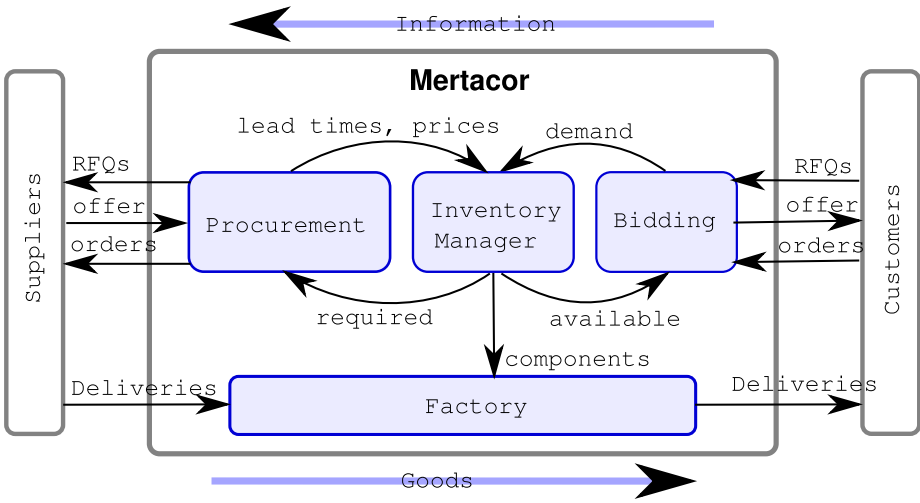 Information
Mertacor
lead times, prices
demand
RFQs
RFQs
offer
offer
orders
orders
Suppliers
Procurement
Inventory
Manager
Bidding
Customers
required
available
components
Deliveries
Deliveries
Factory
Goods